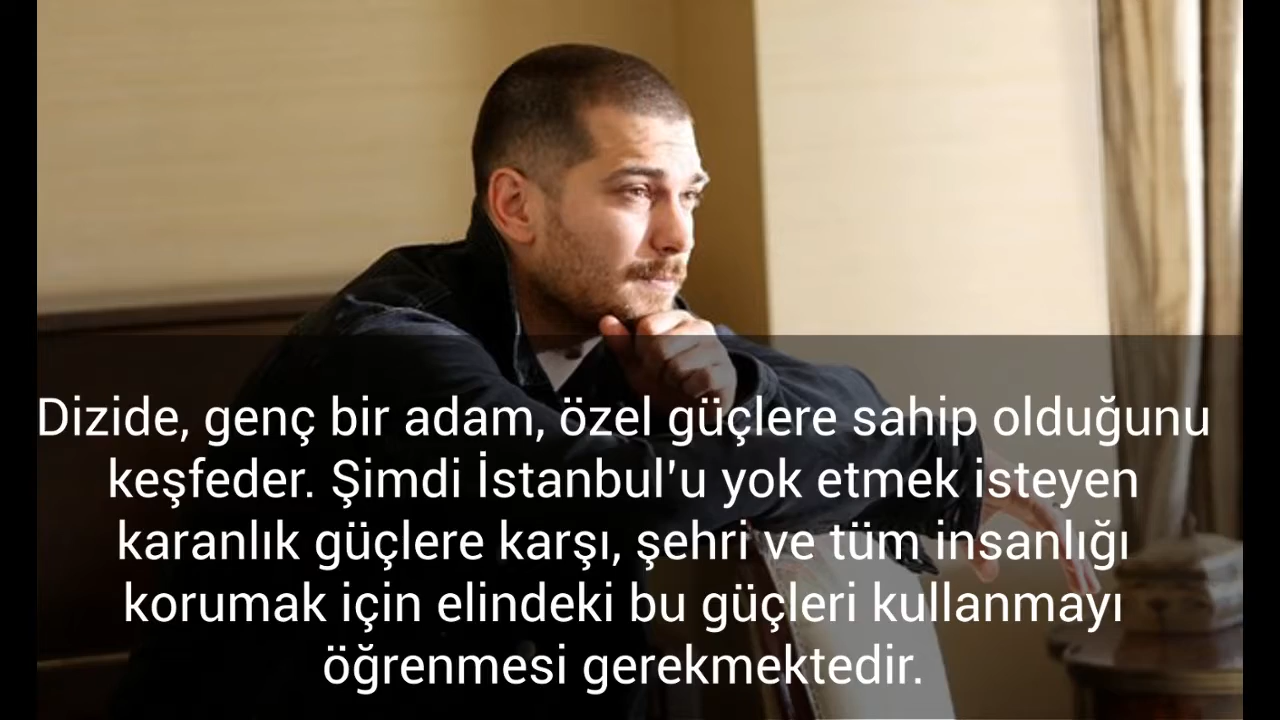 Dizide, genç bir adam, özel güçlere sahip olduğunu
keşfeder. Şimdi İstanbul'u yok etmek isteyen
karanlık güçlere karşı, şehri ve tüm insanlığı
korumak için elindeki bu güçleri kullanmayı
öğrenmesi gerekmektedir.